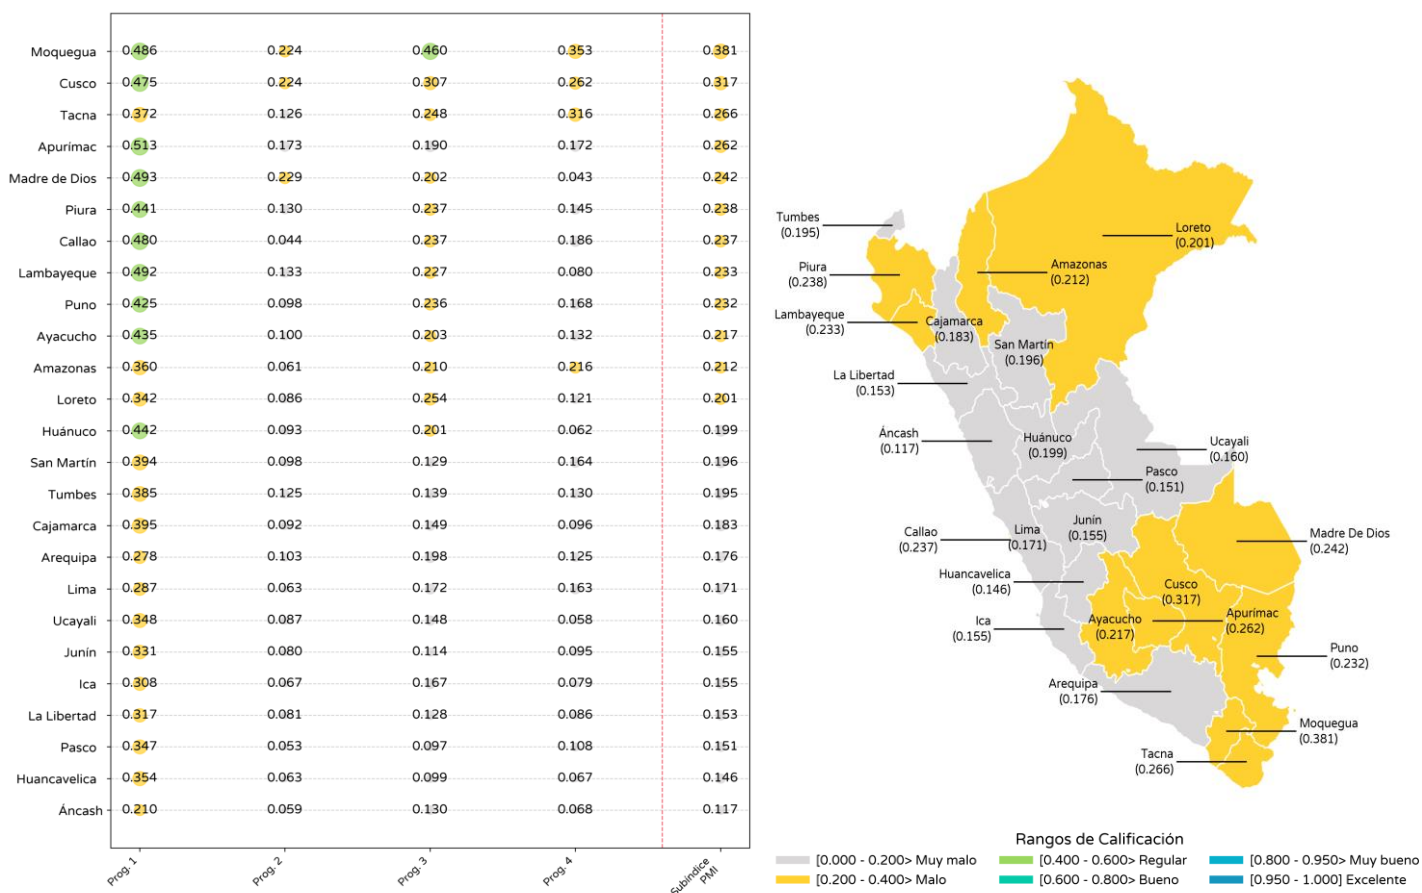 Moquegua 0.486 0.224 0.460 0.353 0.381
Cusco 0.475 0.224 0.307 0.262 0.317
Tacna 0.372 0.126 0.248 0.316 0.266
Apurímac 0.513 0.173 0.190 0.172 0.262
Madre de Dios 0.493 0.229 0.202 0.043 0.242
Piura 0.441 0.130 0.237 0.145 0.238
Callao 0.480 0.044 0.237 0.186 0.237
Lambayeque 0.492 0.133 0.227 0.080 0.233
Puno 0.425 0.098 0.236 0.168 0.232
Ayacucho 0.435 0.100 0.203 0.132 0.217
Amazonas 0.360 0.061 0.210 0.216 0.212
Loreto 0.342 0.086 0.254 0.121 0.201
Huánuco 0.442 0.093 0.201 0.062 0.199
San Martín 0.394 0.098 0.129 0.164 0.196
Tumbes 0.385 0.125 0.139 0.130 0.195
Cajamarca 0.395 0.092 0.149 0.096 0.183
Arequipa 0.278 0.103 0.198 0.125 0.176
Lima 0.287 0.063 0.172 0.163 0.171
Ucayali 0.348 0.087 0.148 0.058 0.160
Junín 0.331 0.080 0.114 0.095 0.155
Ica 0.308 0.067 0.167 0.079 0.155
La Libertad 0.317 0.081 0.128 0.086 0.153
Pasco 0.347 0.053 0.097 0.108 0.151
Huancavelica 0.354 0.063 0.099 0.067 0.146
Áncash 0.210 0.059 0.130 0.068 0.117
Prog. 1
Prog. 2
Prog. 3
Prog. 4
Subíndice
PMI
Tumbes
(0.195)
Loreto
(0.201)
Piura
(0.238)
Amazonas
(0.212)
Lambayeque
(0.233)
Cajamarca
(0.183)
San Martín
(0.196)
La Libertad
(0.153)
Áncash
(0.117)
Huánuco
(0.199)
Ucayali
(0.160)
Pasco
(0.151)
Callao
(0.237)
Lima
(0.171)
Junín
(0.155)
Madre De Dios
(0.242)
Huancavelica
(0.146)
Cusco
(0.317)
Ica
(0.155)
Ayacucho
(0.217)
Apurímac
(0.262)
Puno
(0.232)
Arequipa
(0.176)
Moquegua
(0.381)
Tacna
(0.266)
Rangos de Calificación
[0.000 - 0.200> Muy malo
[0.400 - 0.600> Regular
[0.800 - 0.950> Muy bueno
[0.200 - 0.400> Malo
[0.600 - 0.800> Bueno
[0.950 - 1.000] Excelente